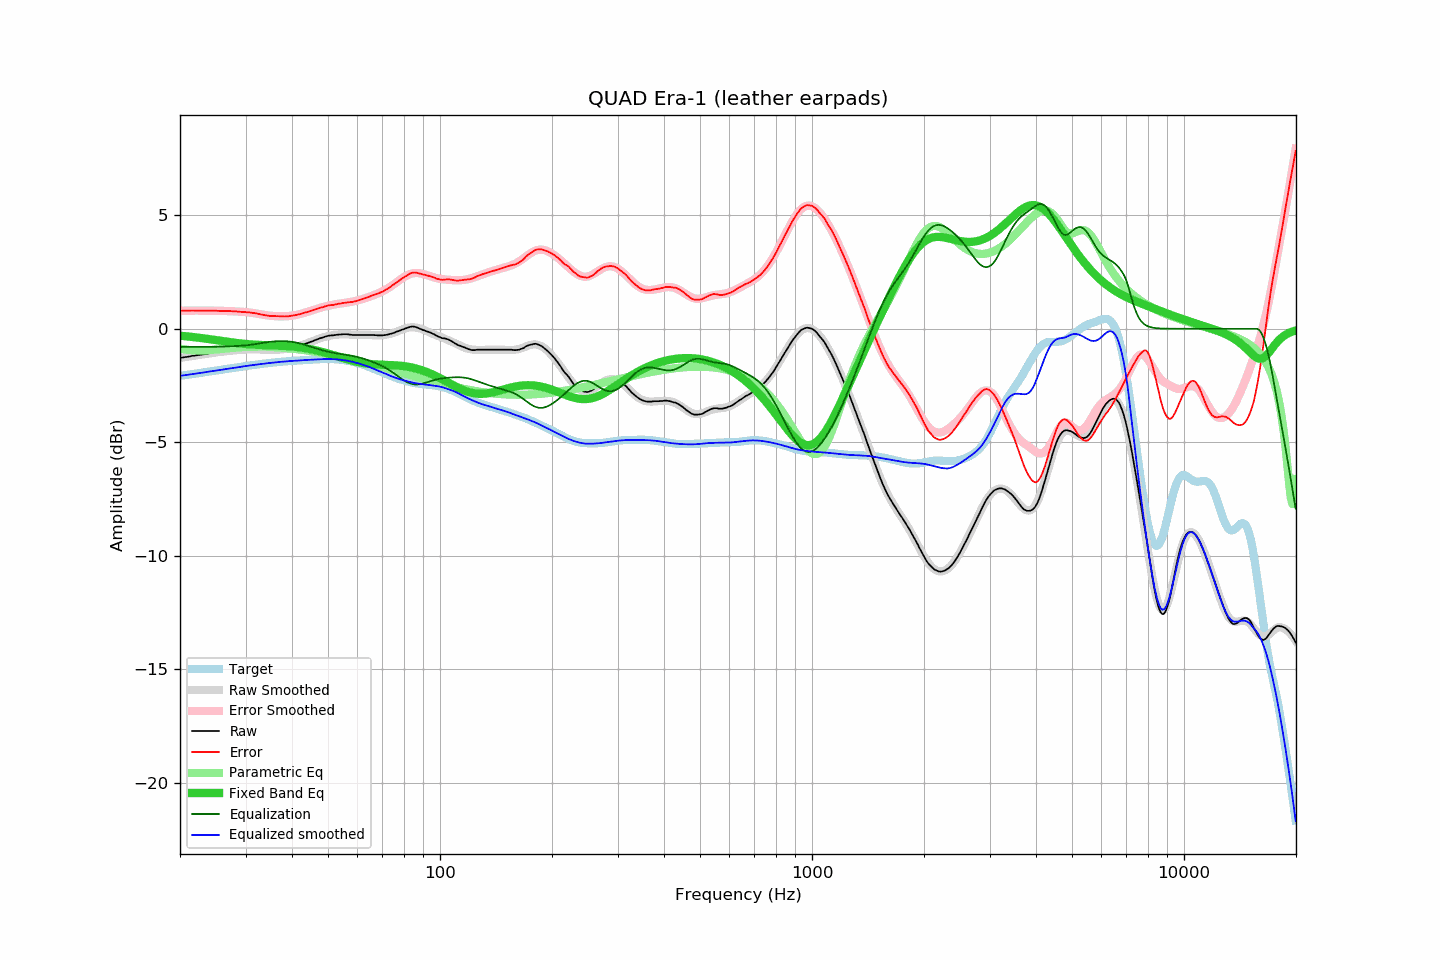 QUAD Era-1 (leather earpads)
Amplitude (dBr)
5
0
−5
−10
−15
−20
Target
Raw Smoothed
Error Smoothed
Raw
Error
Parametric Eq
Fixed Band Eq
Equalization
Equalized smoothed
100
1000
10000
Frequency (Hz)